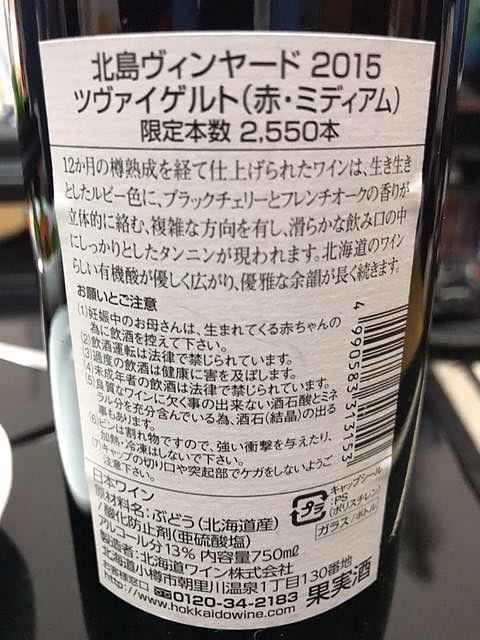 北島ヴィンヤード 2015
ツヴァイゲルト(赤・ミディアム)
限定本数 2,550本
12か月の樽熟成を経て仕上げられたワインは、生き生き
としたルビー色に、ブラックチェリーとフレンチオークの香りが
立体的に絡む、複雑な方向を有し、滑らかな飲み口の中
にしっかりとしたタンニンが現われます。北海道のワイン
らしい有機酸が優しく広がり、優雅な余韻が長く続きます。
お願いとご注意
(1)妊娠中のお母さんは、生まれてくる赤ちゃんの
為に飲酒を控えて下さい。
(2)飲酒運転は法律で禁じられています。
(3)過度の飲酒は健康に害を及ぼします。
(4)未成年者の飲酒は法律で禁じられています。
(5)良質なワインに欠く事の出来ない酒石酸とミネ
ラル分を充分含んでいる為、酒石(結晶)の出る
事もあります。
(6)ビンは割れ物ですので、強い衝撃を与えたり、
加熱・冷凍はしないで下さい。
(7)キャップの切り口や突起部でケガをしないようご
注意下さい。
4 990583 373153
日本ワイン
原材料名:ぶどう(北海道産)
/酸化防止剤(亜硫酸塩)
アルコール分13% 内容量750mℓ
製造者:北海道ワイン株式会社
北海道小樽市朝里川温泉1丁目130番地
お客様窓口 0120-34-2183
http://www.hokkaidowine.com
果実酒
プラ
キャップシール
:PS
(ポリスチレン)
ガラス/ボトル